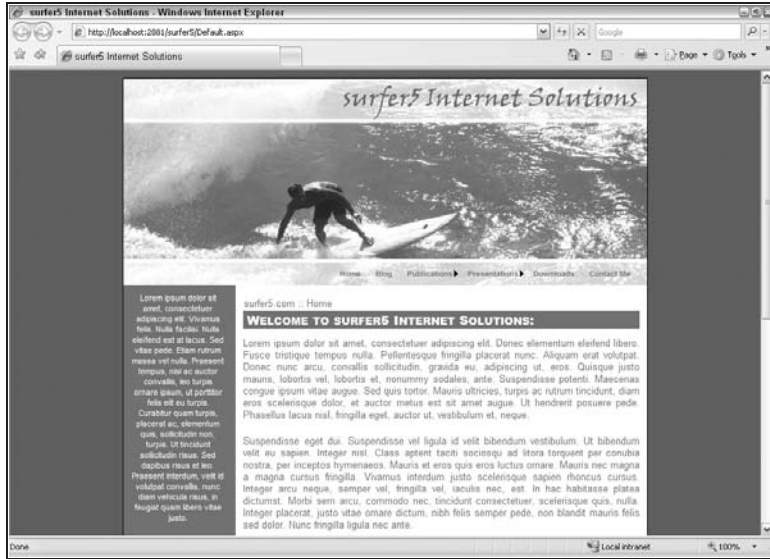 surfer5 Internet Solutions - Windows Internet Explorer
http://localhost:2001/surfer5/Default.aspx
Google
surfer5 Internet Solutions
Page
Tools
surfer5 Internet Solutions
Home Blog Publications Presentations Downloads Contact Me
Lorem ipsum dolor sit
amet, consectetuer
adipiscing elit. Vivamus
felis. Nulla facilisi. Nulla
eleifend est at lacus. Sed
vitae pede. Etiam rutrum
massa vel nulla. Praesent
tempus, nisi ac auctor
convallis, leo turpis
ornare ipsum, ut porttitor
felis elit eu turpis.
Curabitur quam turpis,
placerat ac, elementum
quis, sollicitudin non,
turpis. Ut tincidunt
sollicitudin risus. Sed
dapibus risus et leo.
Praesent interdum, velit id
volutpat convallis, nunc
diam vehicula risus, in
feugiat quam libero vitae
justo.
surfer5.com :: Home
WELCOME TO SURFER5 INTERNET SOLUTIONS:
Lorem ipsum dolor sit amet, consectetuer adipiscing elit. Donec elementum eleifend libero.
Fusce tristique tempus nulla. Pellentesque fringilla placerat nunc. Aliquam erat volutpat.
Donec nunc arcu, convallis sollicitudin, gravida eu, adipiscing ut, eros. Quisque justo
mauris, lobortis vel, lobortis et, nonummy sodales, ante. Suspendisse potenti. Maecenas
congue ipsum vitae augue. Sed quis tortor. Mauris ultricies, turpis ac rutrum tincidunt, diam
eros scelerisque dolor, et auctor metus est sit amet augue. Ut hendrerit posuere pede.
Phasellus lacus nisl, fringilla eget, auctor ut, vestibulum et, neque.
Suspendisse eget dui. Suspendisse vel ligula id velit bibendum vestibulum. Ut bibendum
velit eu sapien. Integer nisl. Class aptent taciti sociosqu ad litora torquent per conubia
nostra, per inceptos hymenaeos. Mauris et eros quis eros luctus ornare. Mauris nec magna
a magna cursus fringilla. Vivamus interdum justo scelerisque sapien rhoncus cursus.
Integer arcu neque, semper vel, fringilla vel, iaculis nec, est. In hac habitasse platea
dictumst. Morbi sem arcu, commodo nec, tincidunt consectetuer, scelerisque quis, nulla.
Integer placerat, justo vitae ornare dictum, nibh felis semper pede, non blandit mauris felis
sed dolor. Nunc fringilla ligula nec ante.
Done
Local intranet
100%